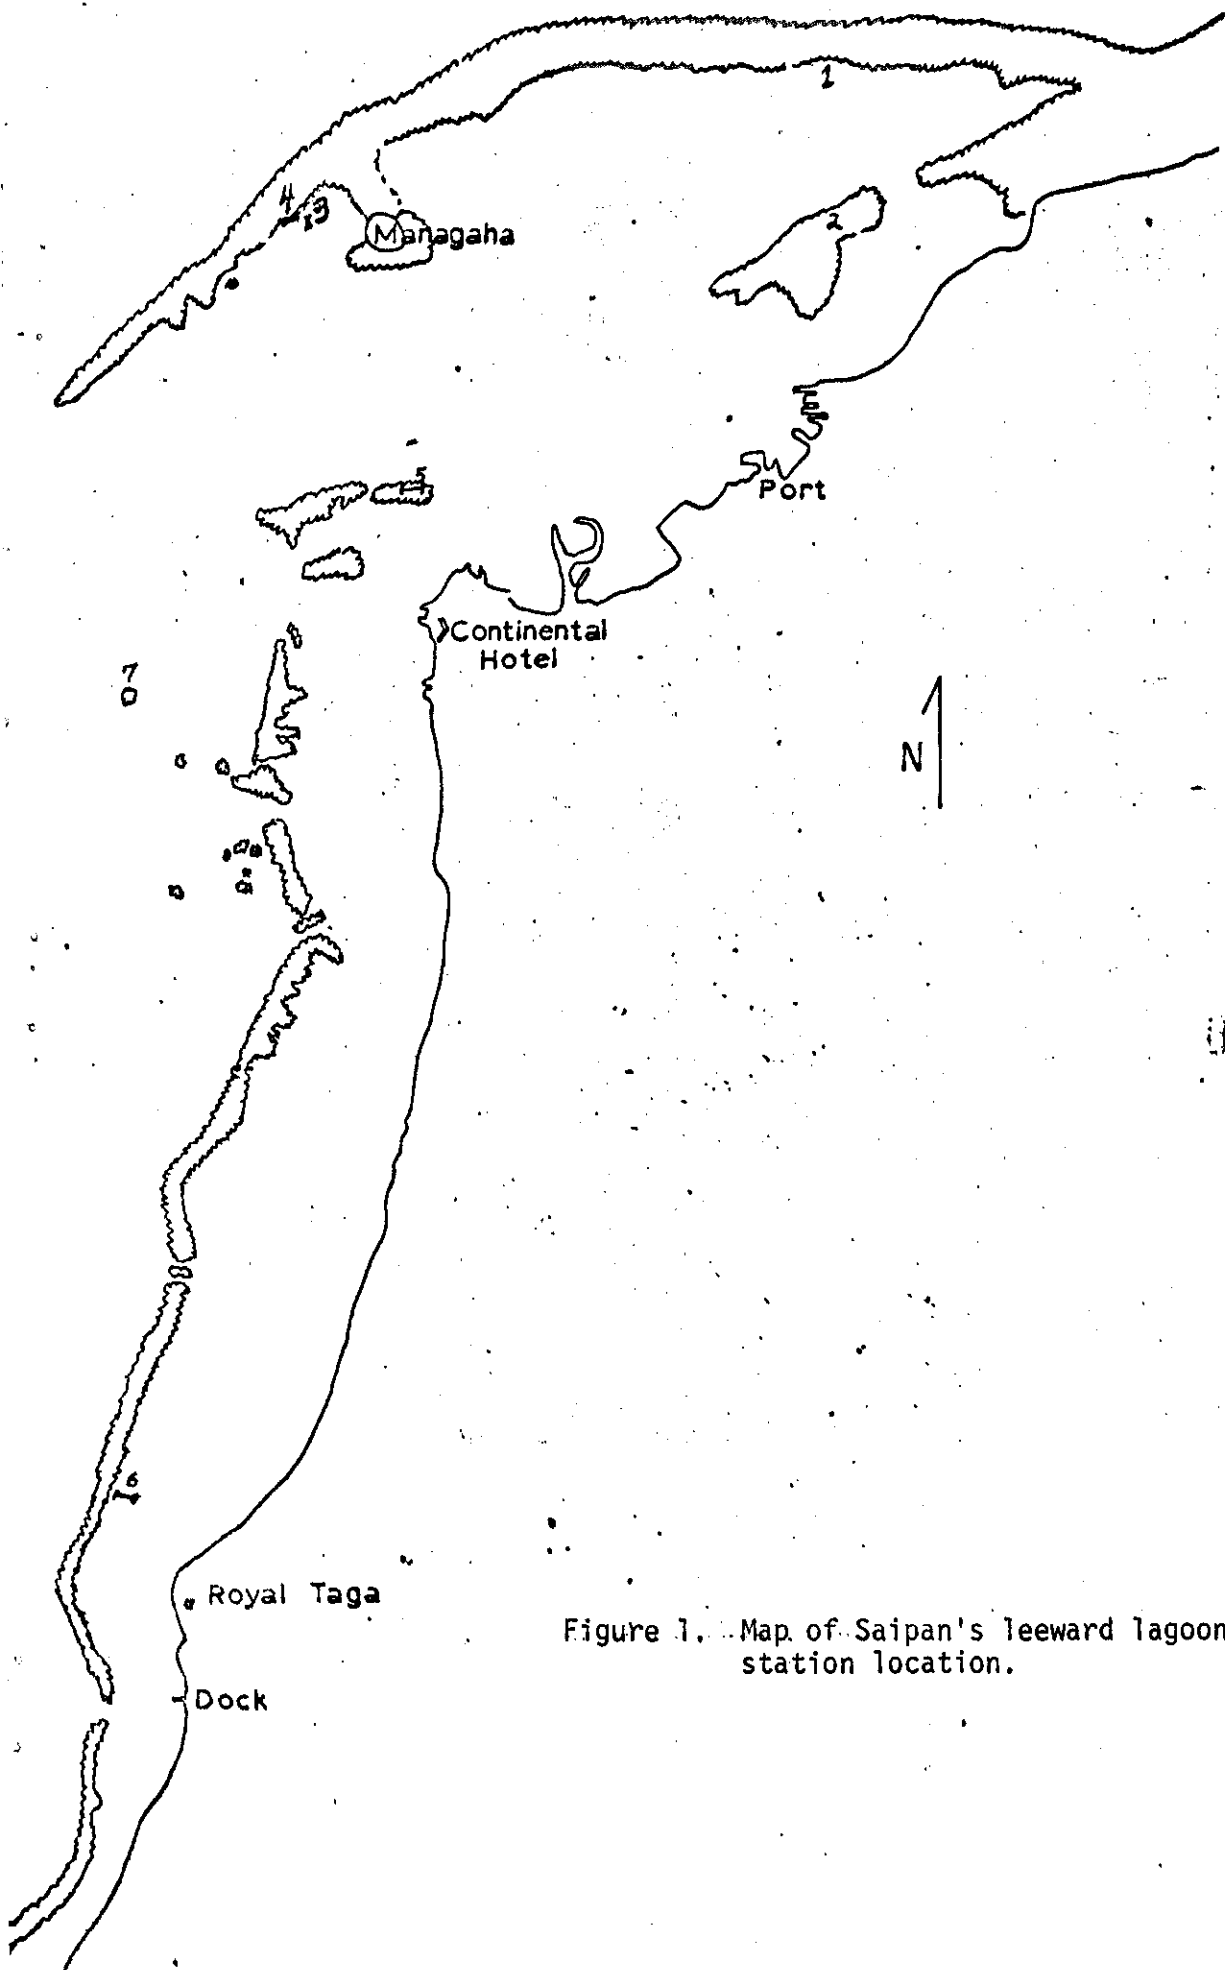 1
2
4
3
Managaha
5
Port
Continental
Hotel
7
N
6
Royal Taga
Dock
Figure 1. Map of Saipan's leeward lagoon
station location.